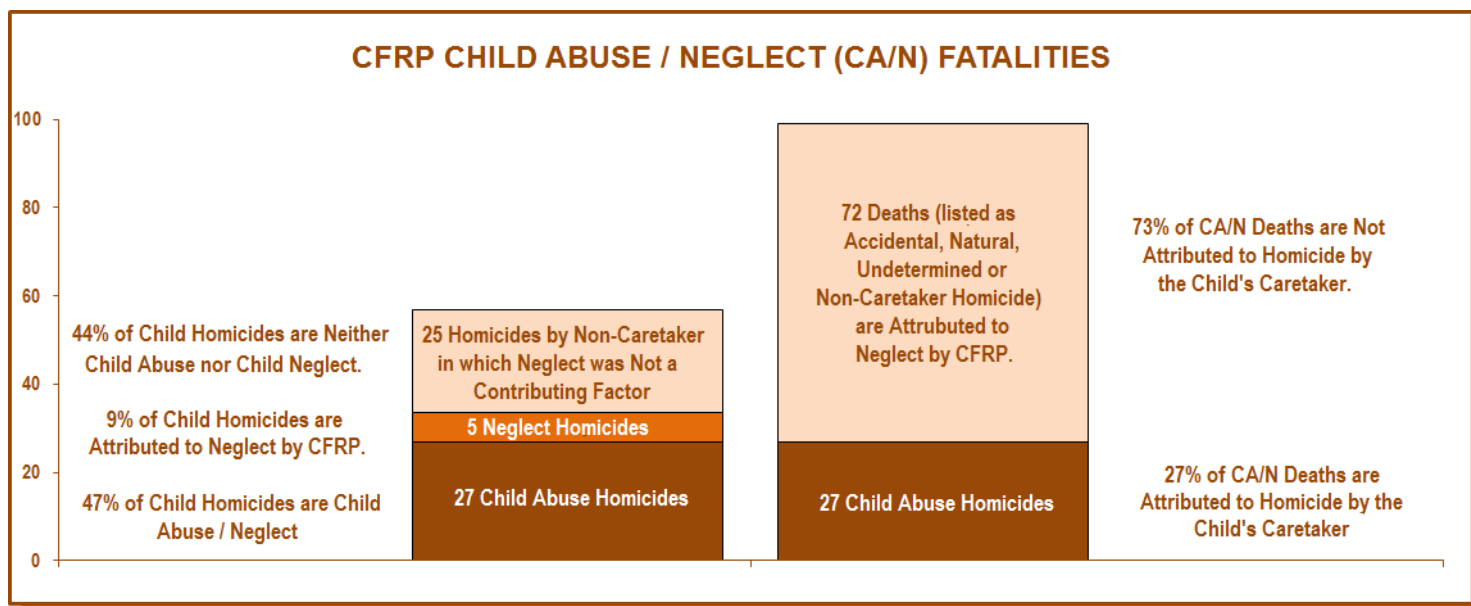 CFRP CHILD ABUSE / NEGLECT (CA/N) FATALITIES
100
80
60
40
20
0
44% of Child Homicides are Neither
Child Abuse nor Child Neglect.
9% of Child Homicides are
Attributed to Neglect by CFRP.
47% of Child Homicides are Child
Abuse / Neglect
25 Homicides by Non-Caretaker
in which Neglect was Not a
Contributing Factor
5 Neglect Homicides
27 Child Abuse Homicides
72 Deaths (listed as
Accidental, Natural,
Undetermined or
Non-Caretaker Homicide)
are Attrubuted to
Neglect by CFRP.
27 Child Abuse Homicides
73% of CA/N Deaths are Not
Attributed to Homicide by
the Child's Caretaker.
27% of CA/N Deaths are
Attributed to Homicide by the
Child's Caretaker